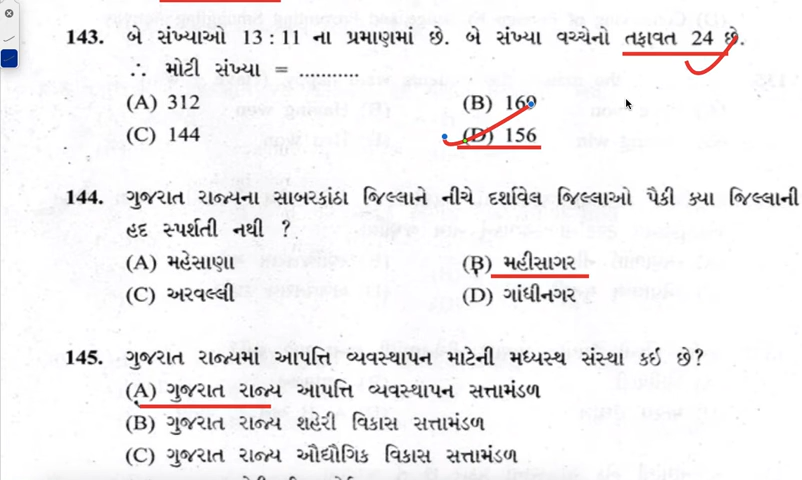 143. બે સંખ્યાઓ 13 : 11 ના પ્રમાણમાં છે. બે સંખ્યા વચ્ચેનો તફાવત 24 છે.
∴ મોટી સંખ્યા = ...........
(A) 312 (B) 160
(C) 144 (D) 156
144. ગુજરાત રાજ્યના સાબરકાંઠા જિલ્લાને નીચે દર્શાવેલ જિલ્લાઓ પૈકી ક્યા જિલ્લાની
હદ સ્પર્શતી નથી ?
(A) મહેસાણા (B) મહીસાગર
(C) અરવલ્લી (D) ગાંધીનગર
145. ગુજરાત રાજ્યમાં આપત્તિ વ્યવસ્થાપન માટેની મધ્યસ્થ સંસ્થા કઈ છે?
(A) ગુજરાત રાજ્ય આપત્તિ વ્યવસ્થાપન સત્તામંડળ
(B) ગુજરાત રાજ્ય શહેરી વિકાસ સત્તામંડળ
(C) ગુજરાત રાજ્ય ઔદ્યોગિક વિકાસ સત્તામંડળ